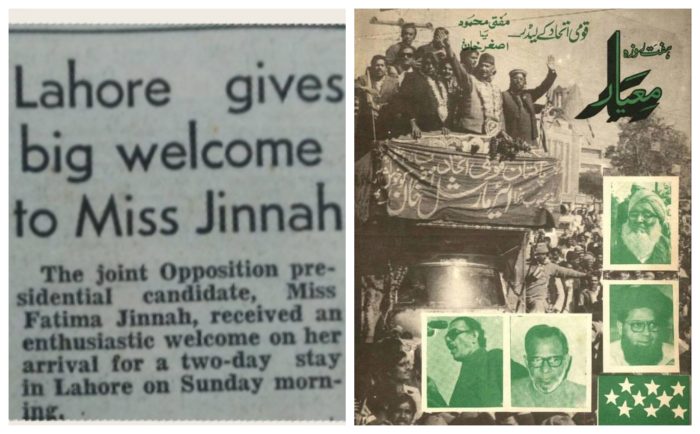 Lahore gives
big welcome
to Miss Jinnah
The joint Opposition pre-
sidential candidate, Miss
Fatima Jinnah, received an
enthusiastic welcome on her
arrival for a two-day stay
in Lahore on Sunday morn-
ing.
ہفت روزہ
معیار
قومی اتحاد کے لیڈر
مفتی محمود
یا
اصغر خان